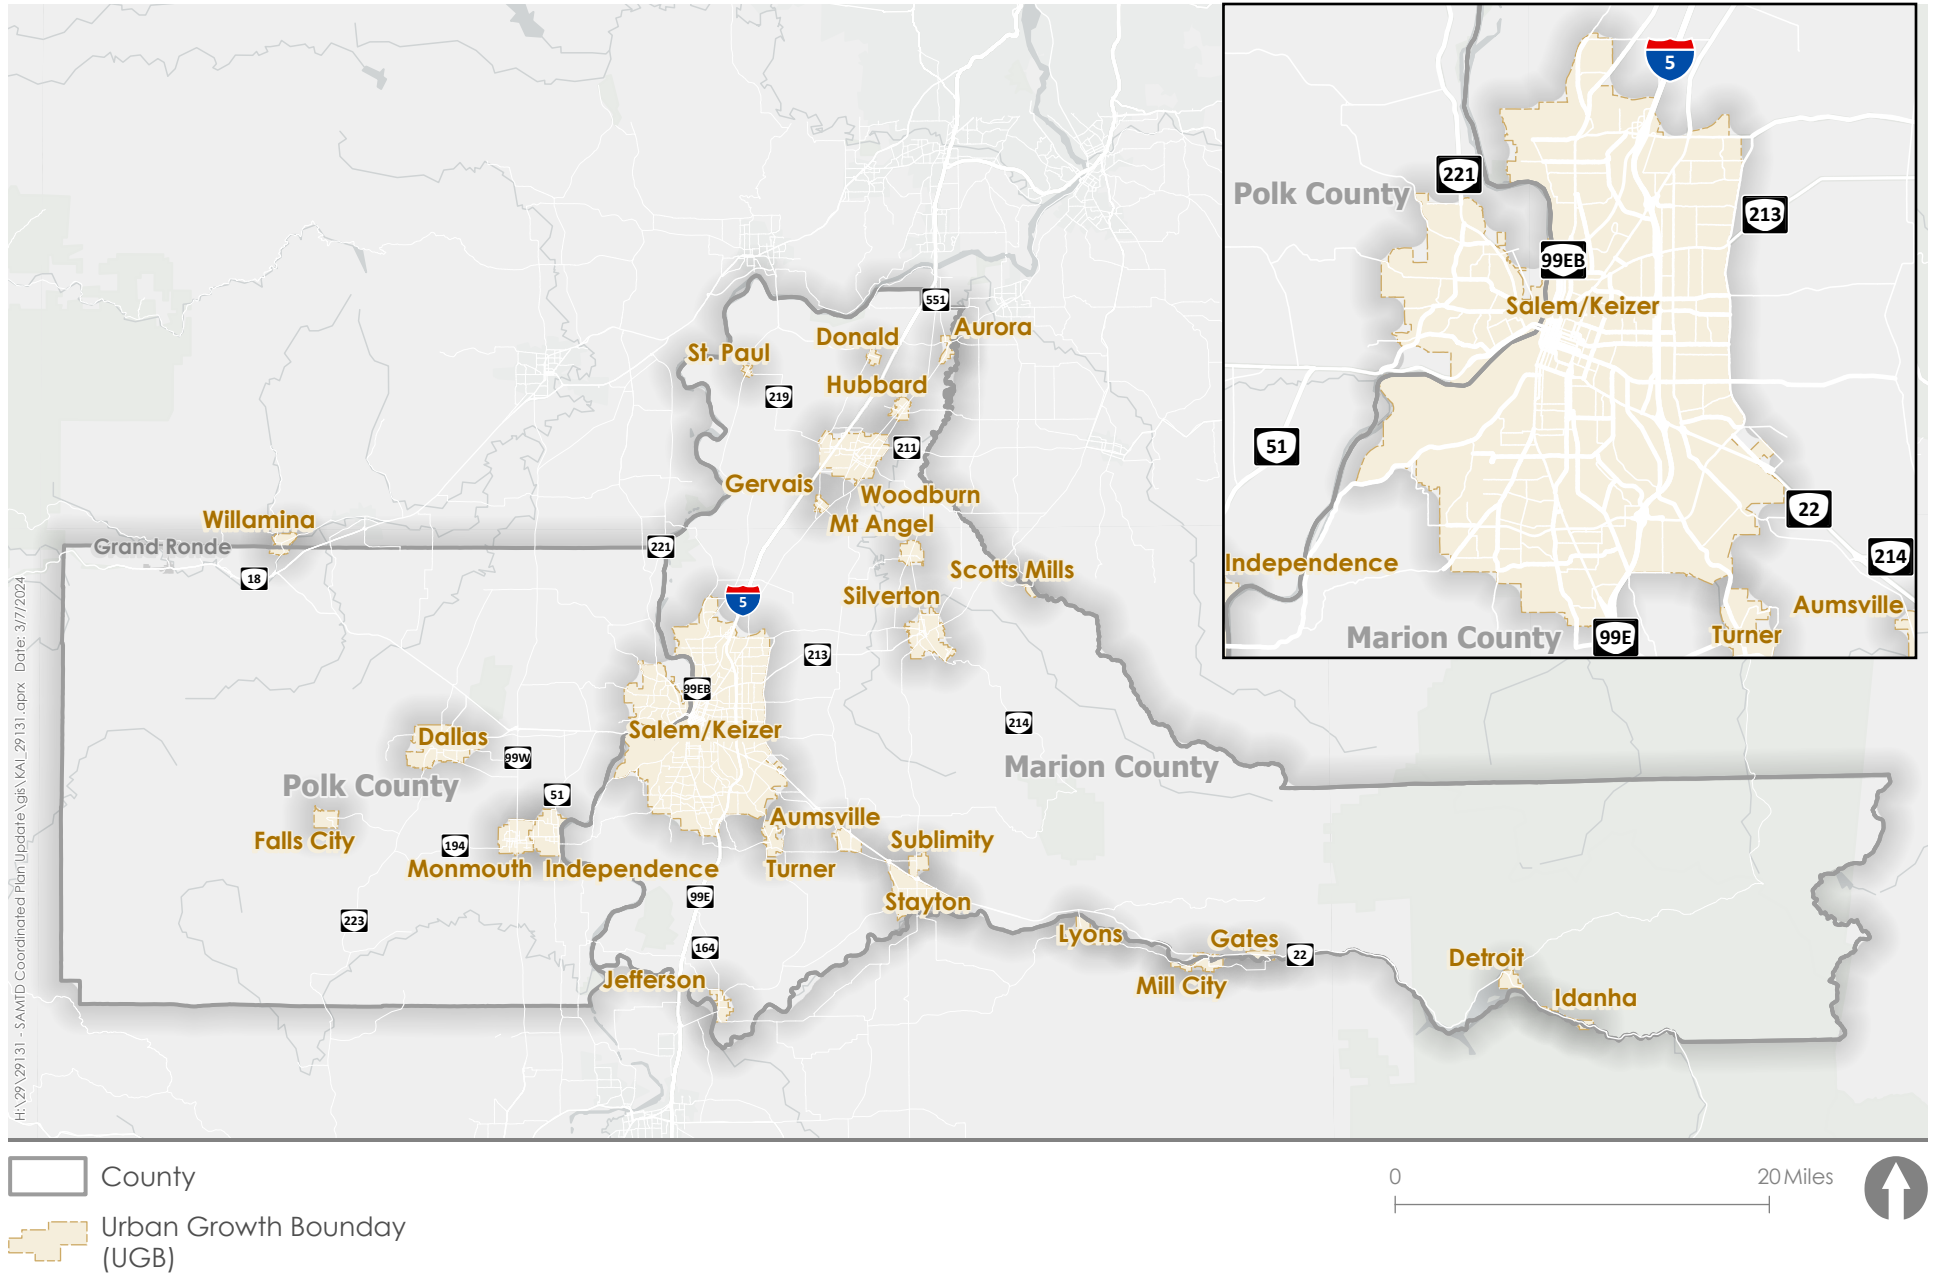 5
221
Polk County
213
99EB
Salem/Keizer
51
22
214
Independence
Aumsville
Marion County
99E
Turner
551
Aurora
Donald
St. Paul
Hubbard
219
211
Gervais
Woodburn
Mt Angel
Willamina
Grand Ronde
221
18
Scotts Mills
Silverton
5
213
99EB
Salem/Keizer
214
Marion County
Dallas
99W
Polk County
51
Falls City
194
Monmouth
Independence
Aumsville
Turner
Sublimity
Stayton
99E
223
164
Jefferson
Lyons
Gates
22
Mill City
Detroit
Idanha
H:\29\29131 - SAMTD Coordinated Plan Update\gis\KAI_29131.aprx Date: 3/7/2024
County
Urban Growth Bounday
(UGB)
0
20 Miles